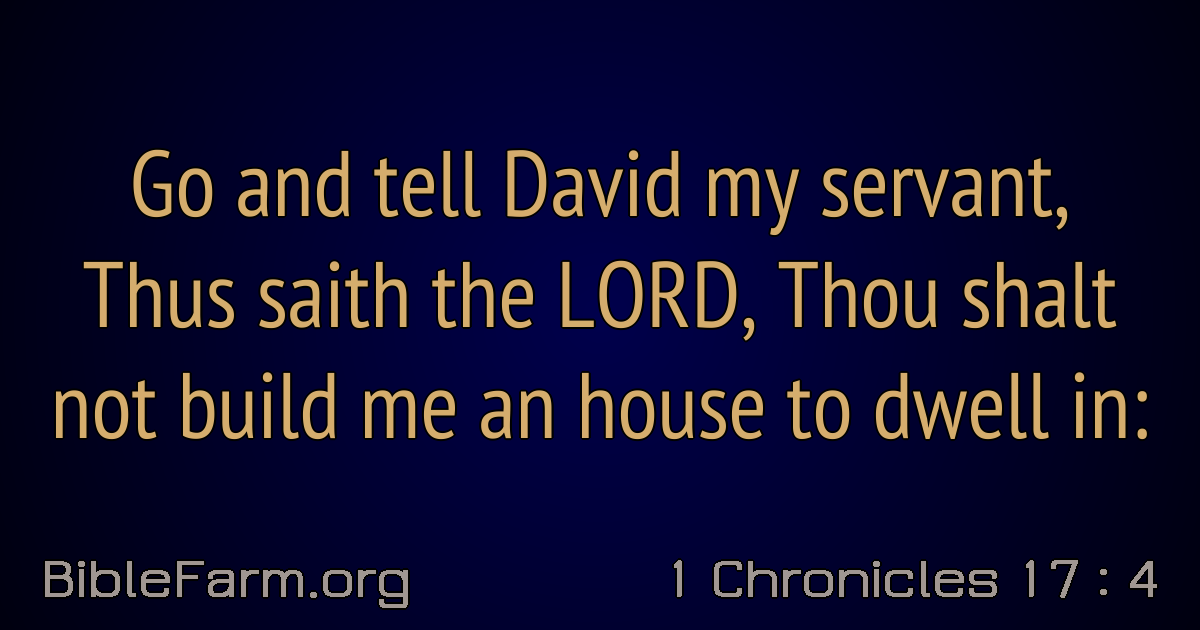 Go and tell David my servant,
Thus saith the LORD, Thou shalt
not build me an house to dwell in:
BibleFarm.org
1 Chronicles 17 : 4